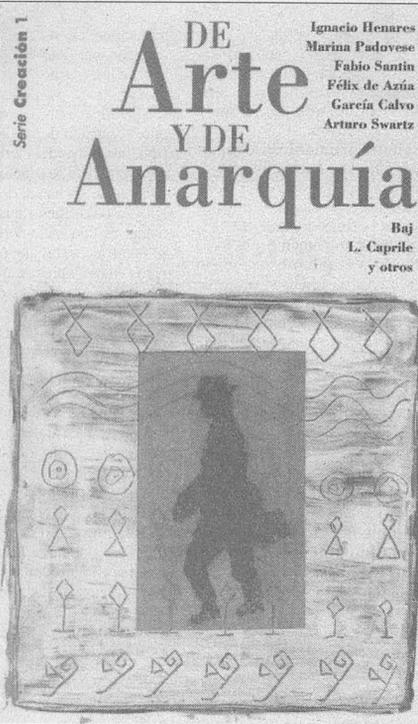 Serie Creación 1
DE
Arte
Y DE
Anarquía
Ignacio Henares
Marina Padovese
Fabio Santin
Félix de Azúa
García Calvo
Arturo Swartz
Baj
L. Caprile
y otros